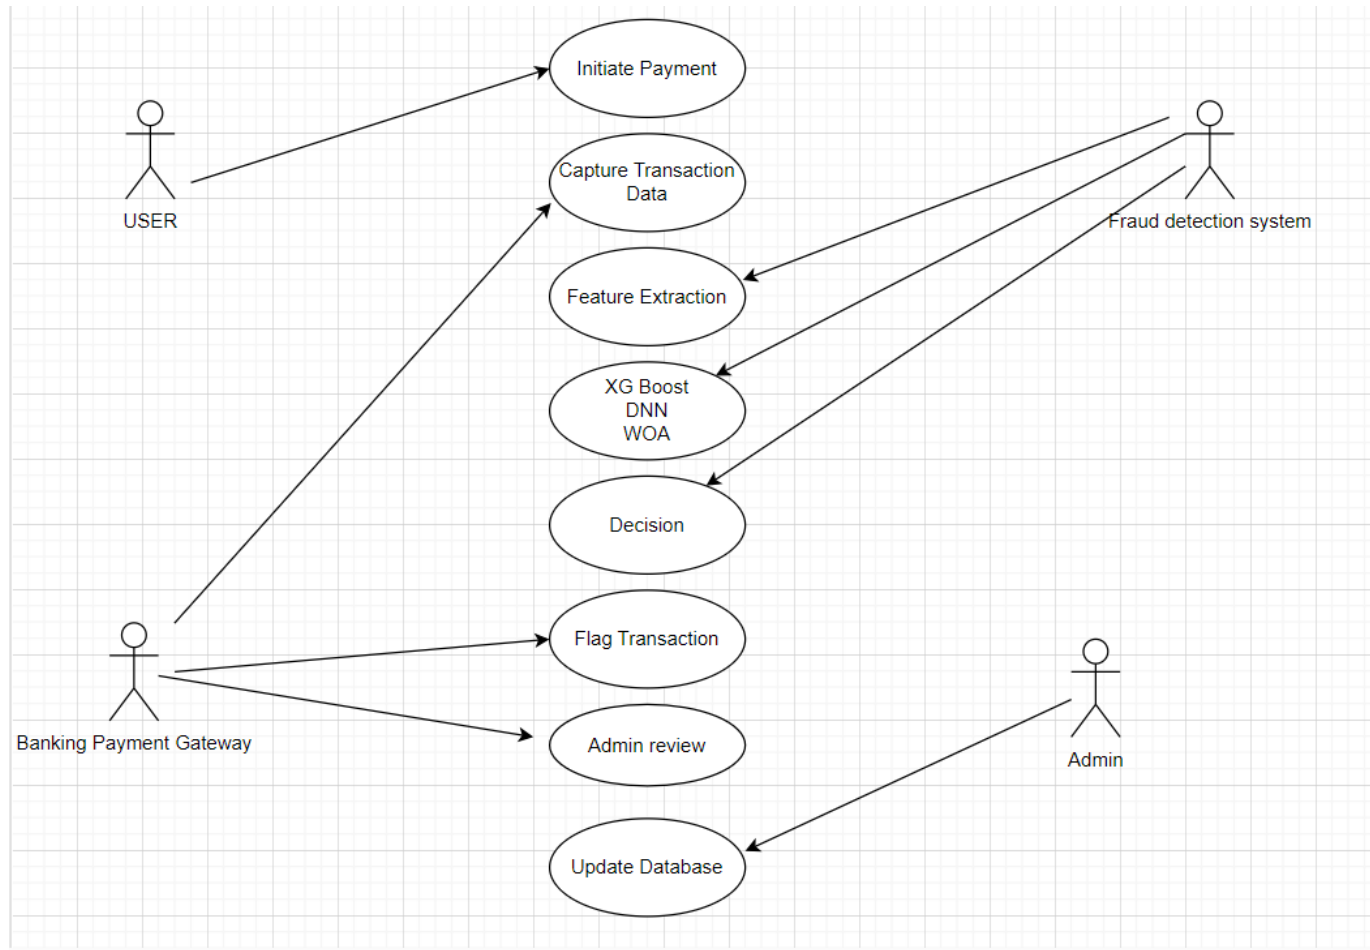 Initiate Payment
USER
Capture Transaction
Data
Fraud detection system
Feature Extraction
XG Boost
DNN
WOA
Decision
Flag Transaction
Banking Payment Gateway
Admin review
Admin
Update Database